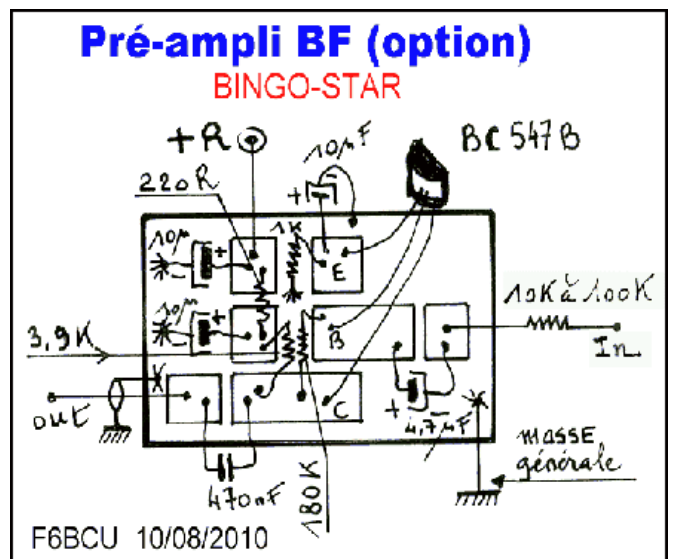 Pré-ampli BF (option)
BINGO-STAR
+R
10µF
BC 547 B
220R
+
10µ
+
1K
E
10K à 100K
10µ
+
B
3,9K
In.
C
out
+
4,7µF
masse
générale
470nF
180K
F6BCU 10/08/2010